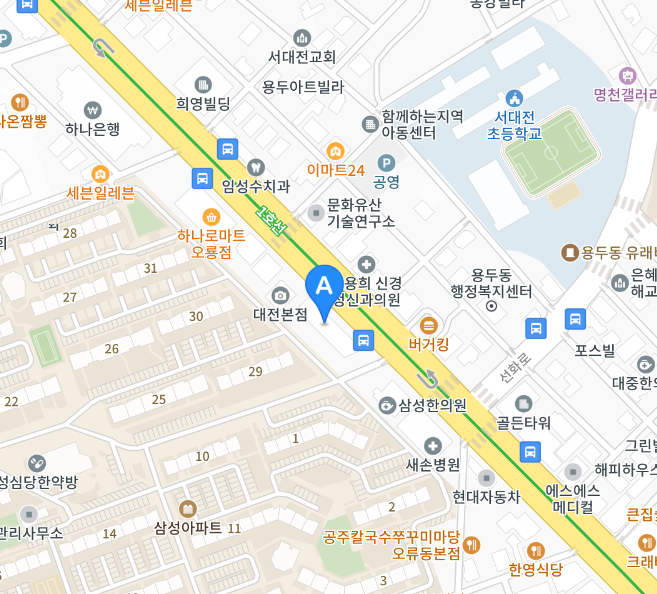 세븐일레븐
서대전교회
용두아트빌라
희영빌딩
하나은행
함께하는지역
아동센터
서대전
초등학교
명천갤러리
이마트24
공영
임성수치과
세븐일레븐
문화유산
기술연구소
1호선
하나로마트
오룡점
28
31
27
30
26
29
25
22
A
용희 신경
정신과의원
대전본점
용두동
행정복지센터
용두동 유래비
버거킹
포스빌
선화로
삼성한의원
골든타워
1
10
새손병원
해피하우스
현대자동차
에스에스
메디컬
성심당한약방
관리사무소
삼성아파트
11
14
2
3
공주칼국수쭈꾸미마당
오류동본점
한영식당